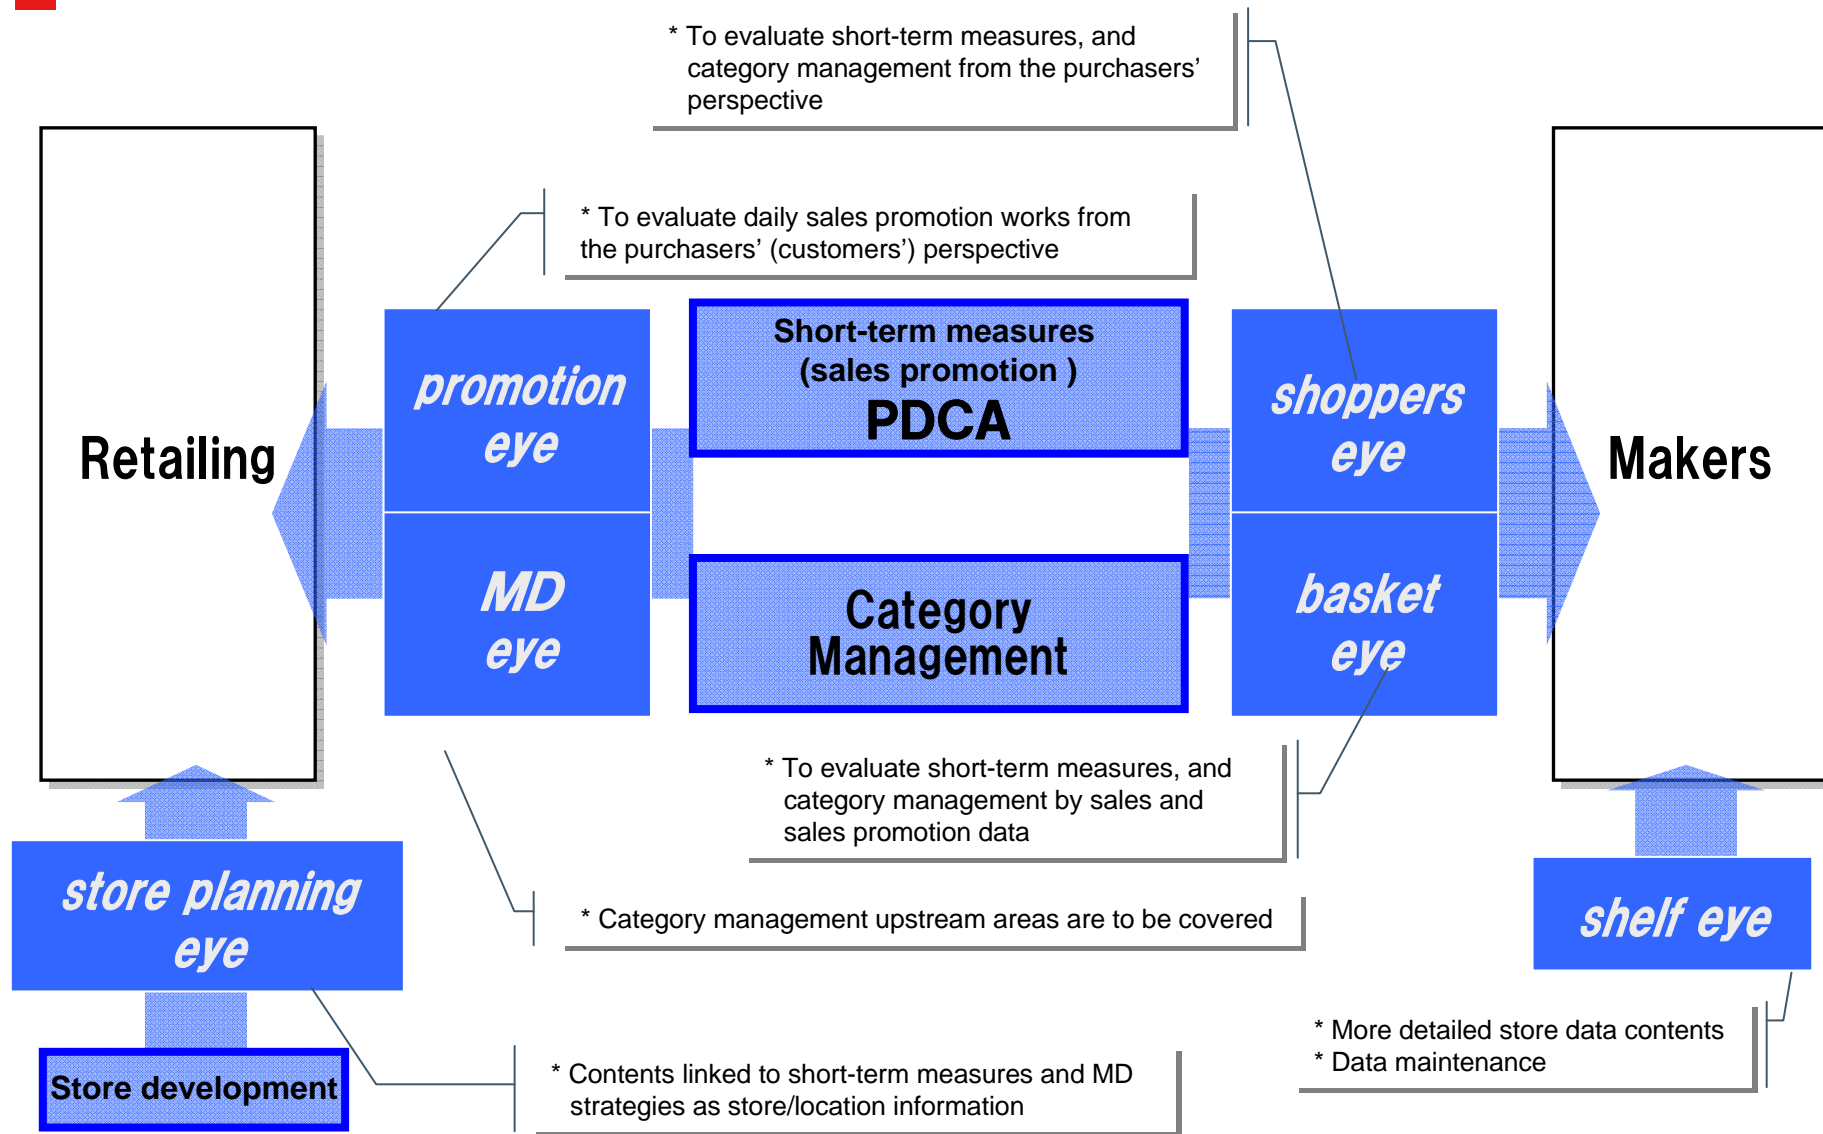 * To evaluate short-term measures, and
category management from the purchasers’
perspective
* To evaluate daily sales promotion works from
the purchasers’ (customers’) perspective
Retailing
promotion
eye
MD
eye
Short-term measures
(sales promotion )
PDCA
Category
Management
shoppers
eye
basket
eye
Makers
* To evaluate short-term measures, and
category management by sales and
sales promotion data
* Category management upstream areas are to be covered
store planning
eye
Store development
* Contents linked to short-term measures and MD
strategies as store/location information
shelf eye
* More detailed store data contents
* Data maintenance